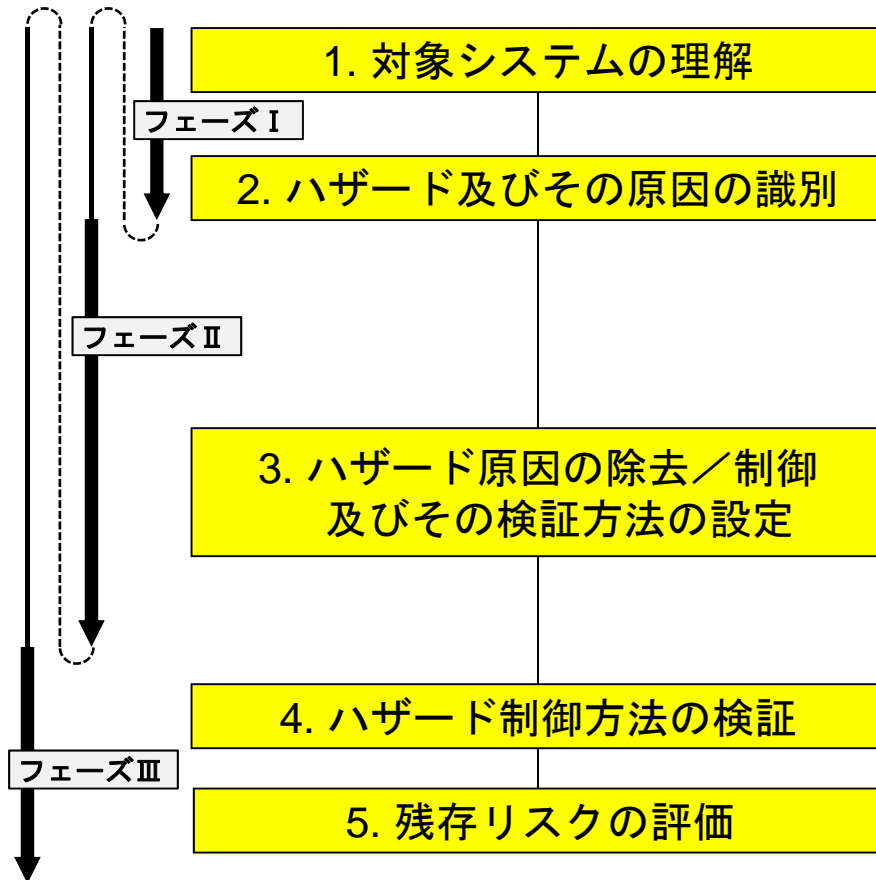 1. 対象システムの理解
フェーズⅠ
2. ハザード及びその原因の識別
フェーズⅡ
3. ハザード原因の除去／制御
及びその検証方法の設定
4. ハザード制御方法の検証
フェーズⅢ
5. 残存リスクの評価